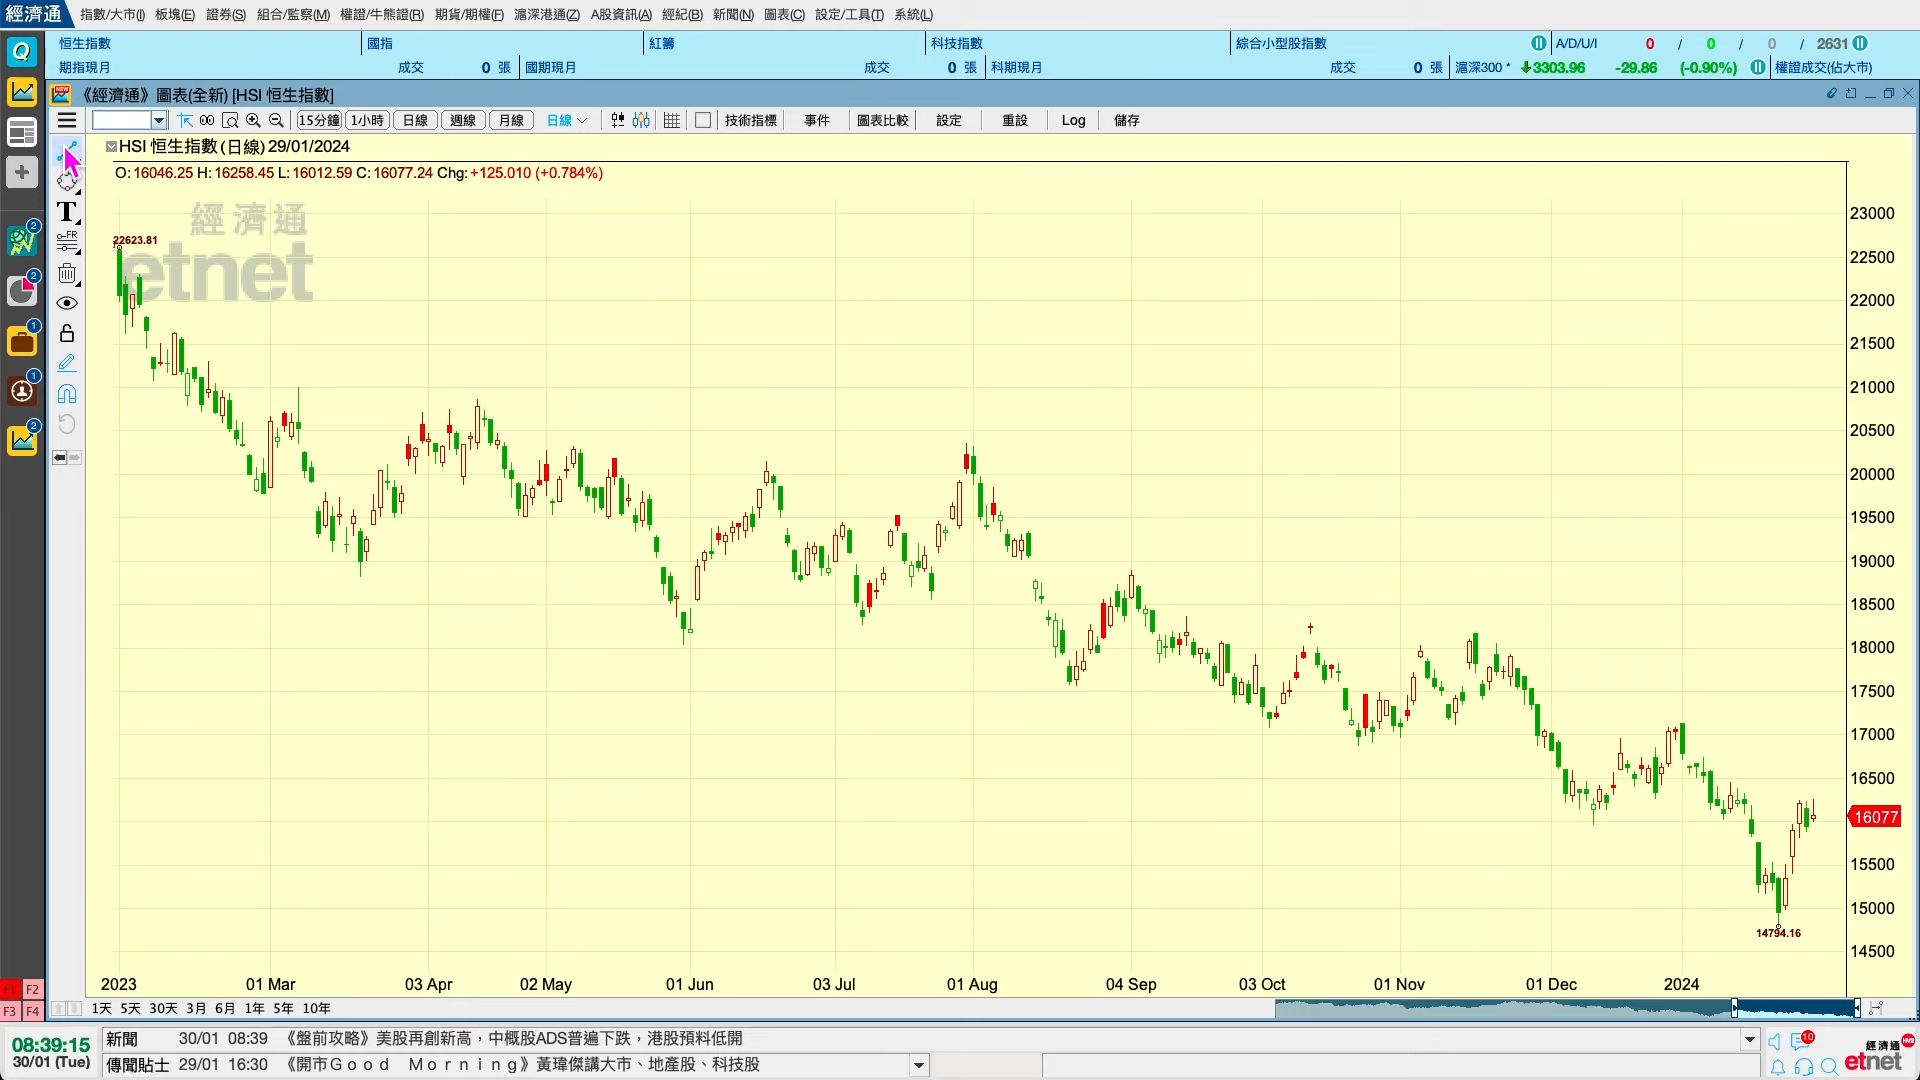 經濟通 指數/大市(I) 板塊(E) 證券(S) 組合/監察(M) 權證/牛熊證(R) 期貨/期權(F) 滬深港通(Z) A股資訊(A) 經紀(B) 新聞(N) 圖表(C) 設定/工具(T) 系統(L)
恒生指數 國指 紅籌 科技指數 綜合小型股指數 A/D/U/I 0 / 0 / 0 / 2631
期指現月 成交 0 張 國期現月 成交 0 張 科期現月 成交 0 張 滬深300 * 3303.96 -29.86 (-0.90%) 權證成交(佔大市)
NEW 《經濟通》圖表(全新) [HSI 恒生指數]
15分鐘 1小時 日線 週線 月線 日線 技術指標 事件 圖表比較 設定 重設 Log 儲存
HSI 恒生指數 (日線) 29/01/2024
O: 16046.25 H: 16258.45 L: 16012.59 C: 16077.24 Chg: +125.010 (+0.784%)
經濟通
etnet
Q
T
FR
2
2
1
1
2
22623.81
14794.16
23000
22500
22000
21500
21000
20500
20000
19500
19000
18500
18000
17500
17000
16500
16077
15500
15000
14500
2023 01 Mar 03 Apr 02 May 01 Jun 03 Jul 01 Aug 04 Sep 03 Oct 01 Nov 01 Dec 2024
F1 F2
F3 F4
1天 5天 30天 3月 6月 1年 5年 10年
08:39:15
30/01 (Tue)
新聞 30/01 08:39 《盤前攻略》美股再創新高，中概股ADS普遍下跌，港股預料低開
傳聞貼士 29/01 16:30 《開市Ｇｏｏｄ　Ｍｏｒｎｉｎｇ》黃瑋傑講大市、地產股、科技股
10
經濟通
etnet